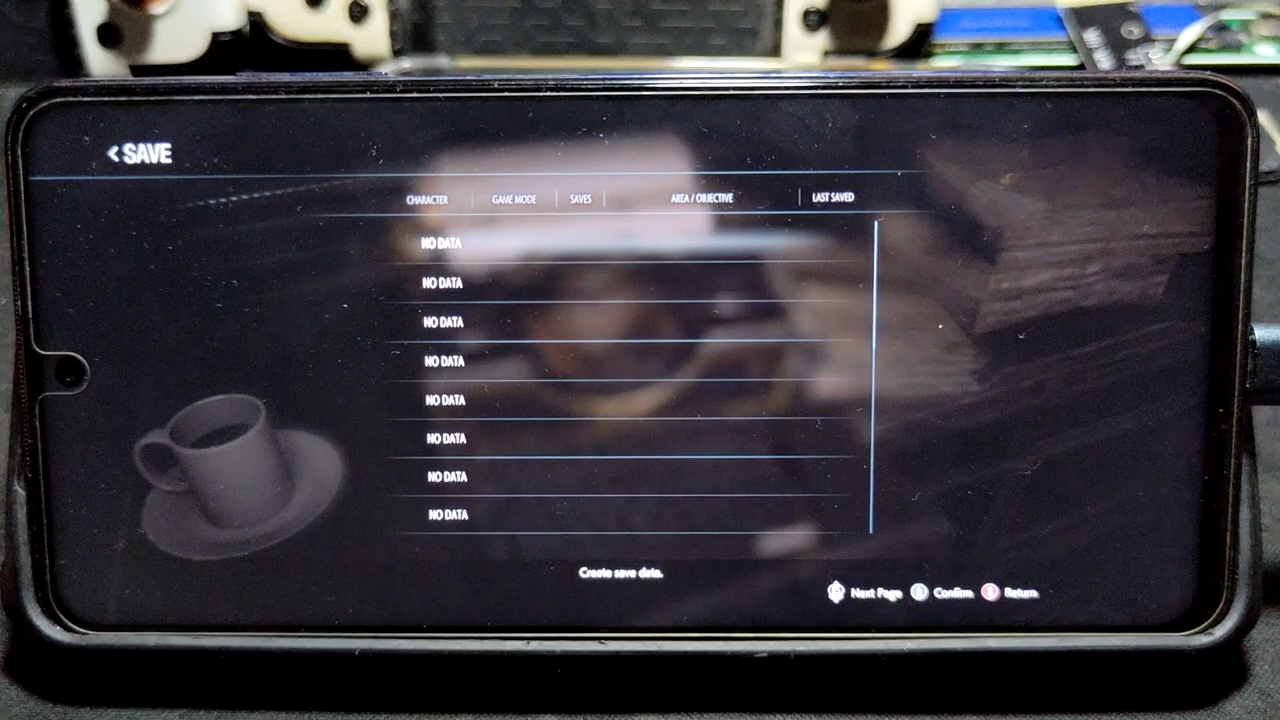 < SAVE
CHARACTER GAME MODE SAVES AREA / OBJECTIVE LAST SAVED
NO DATA
NO DATA
NO DATA
NO DATA
NO DATA
NO DATA
NO DATA
NO DATA
Create save data.
Next Page Confirm Return